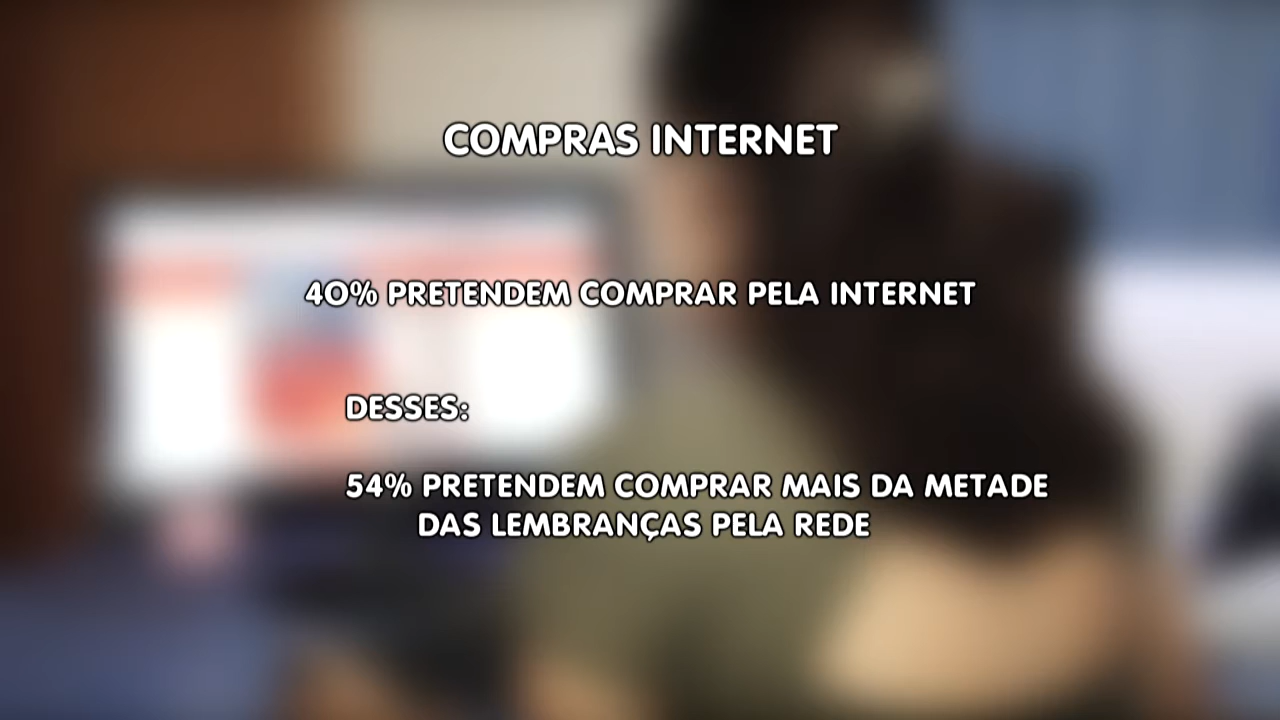 COMPRAS INTERNET
40% PRETENDEM COMPRAR PELA INTERNET
DESSES:
54% PRETENDEM COMPRAR MAIS DA METADE
DAS LEMBRANÇAS PELA REDE